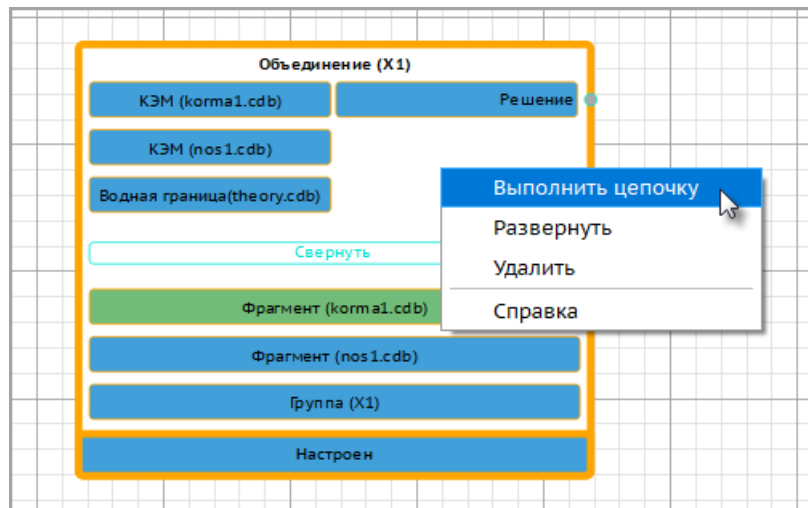 Объединение (X1)
КЭМ (korma1.cdb)
Решение
КЭМ (nos1.cdb)
Водная граница(theory.cdb)
Свернуть
Фрагмент (korma1.cdb)
Фрагмент (nos1.cdb)
Группа (X1)
Настроен
Выполнить цепочку
Развернуть
Удалить
Справка